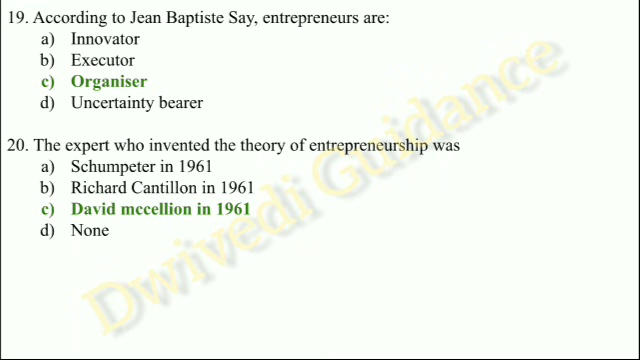 19. According to Jean Baptiste Say, entrepreneurs are:
a) Innovator
b) Executor
c) Organiser
d) Uncertainty bearer
20. The expert who invented the theory of entrepreneurship was
a) Schumpeter in 1961
b) Richard Cantillon in 1961
c) David mccellion in 1961
d) None
Dwivedi Guidance